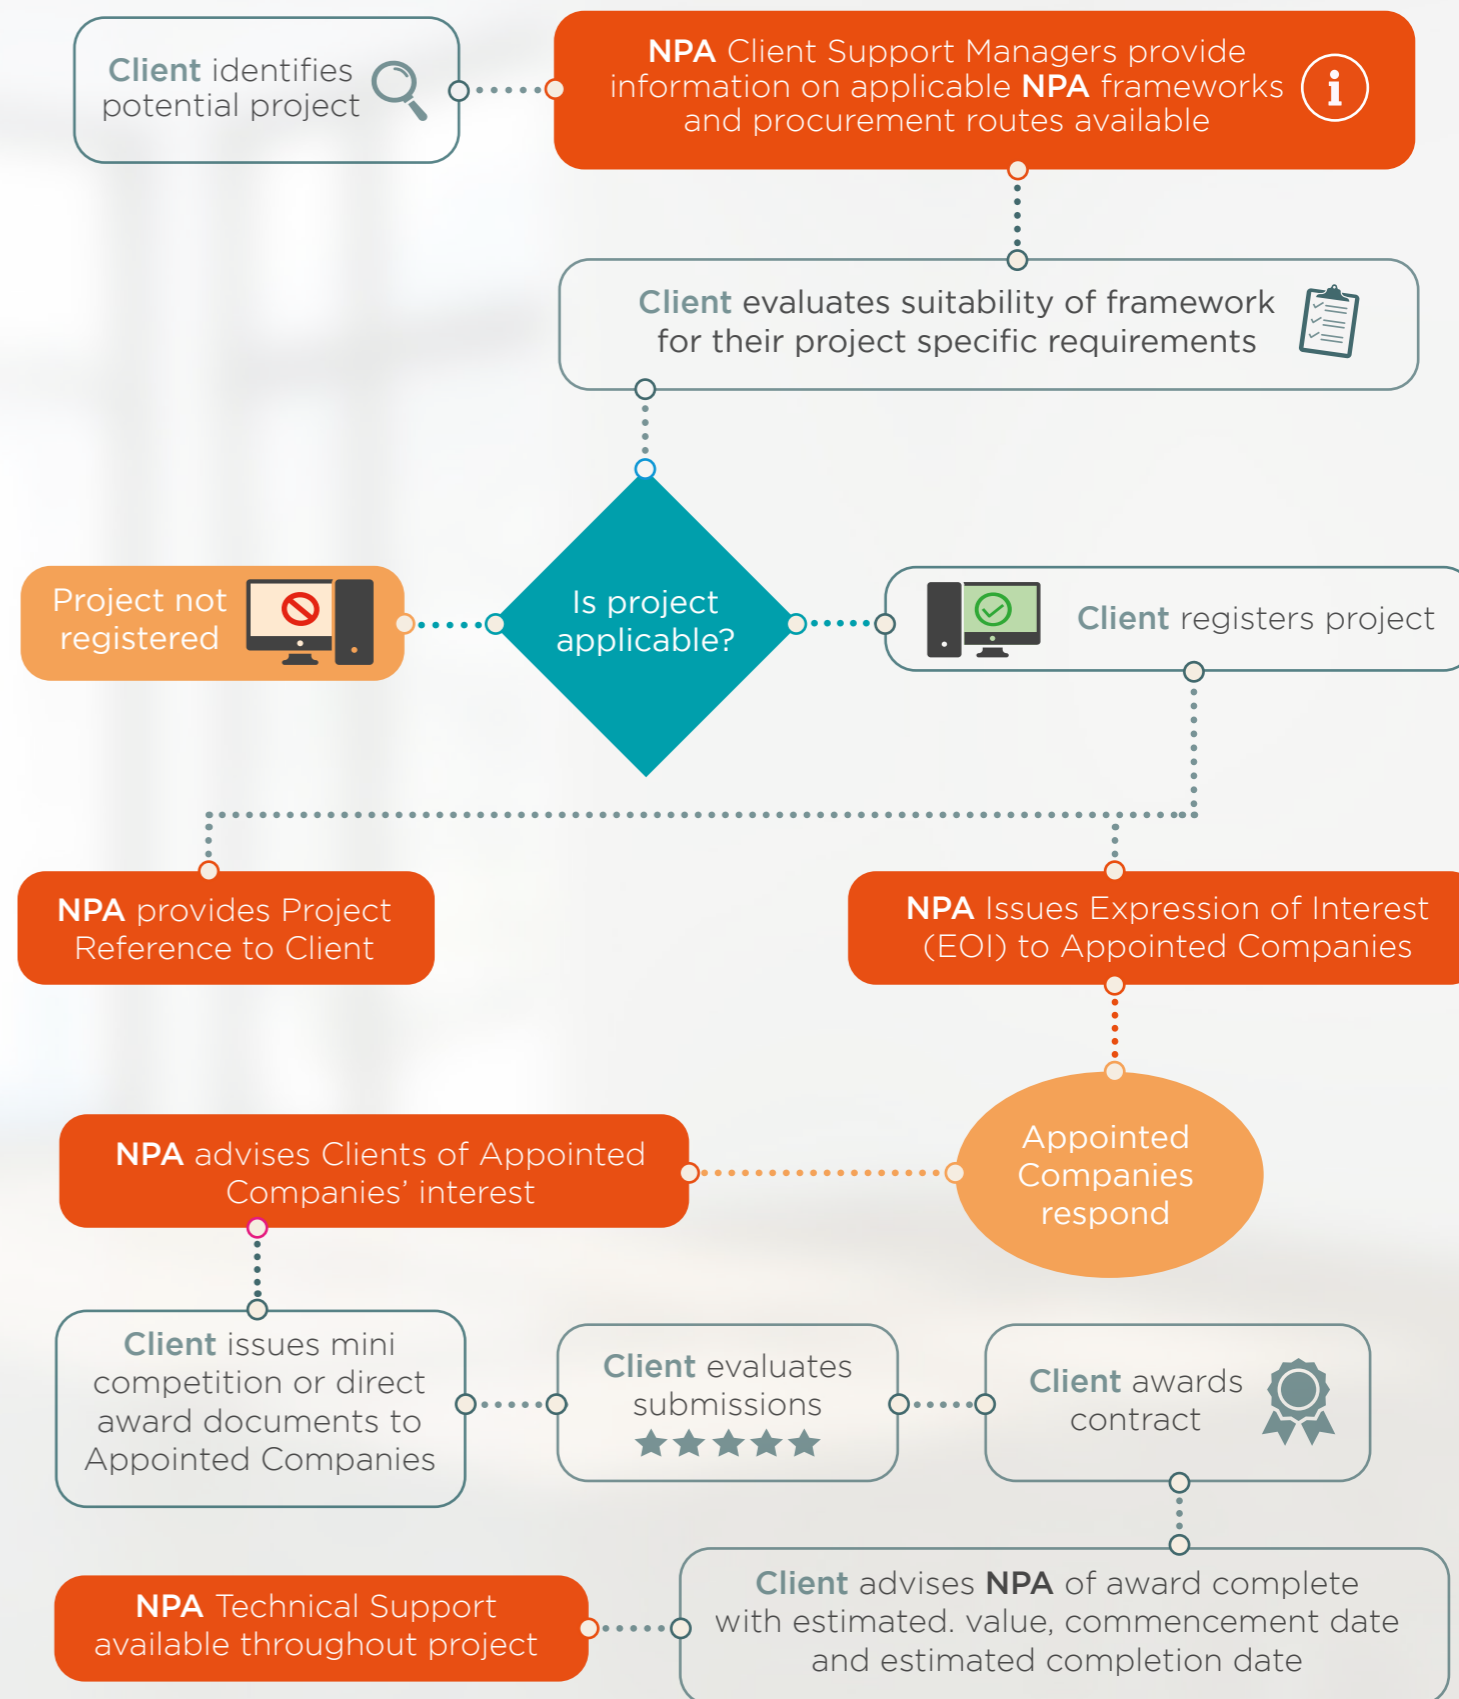 Client identifies
potential project
NPA Client Support Managers provide
information on applicable NPA frameworks
and procurement routes available
i
Client evaluates suitability of framework
for their project specific requirements
Is project
applicable?
Project not
registered
Client registers project
NPA provides Project
Reference to Client
NPA Issues Expression of Interest
(EOI) to Appointed Companies
Appointed
Companies
respond
NPA advises Clients of Appointed
Companies’ interest
Client issues mini
competition or direct
award documents to
Appointed Companies
Client evaluates
submissions
Client awards
contract
Client advises NPA of award complete
with estimated. value, commencement date
and estimated completion date
NPA Technical Support
available throughout project